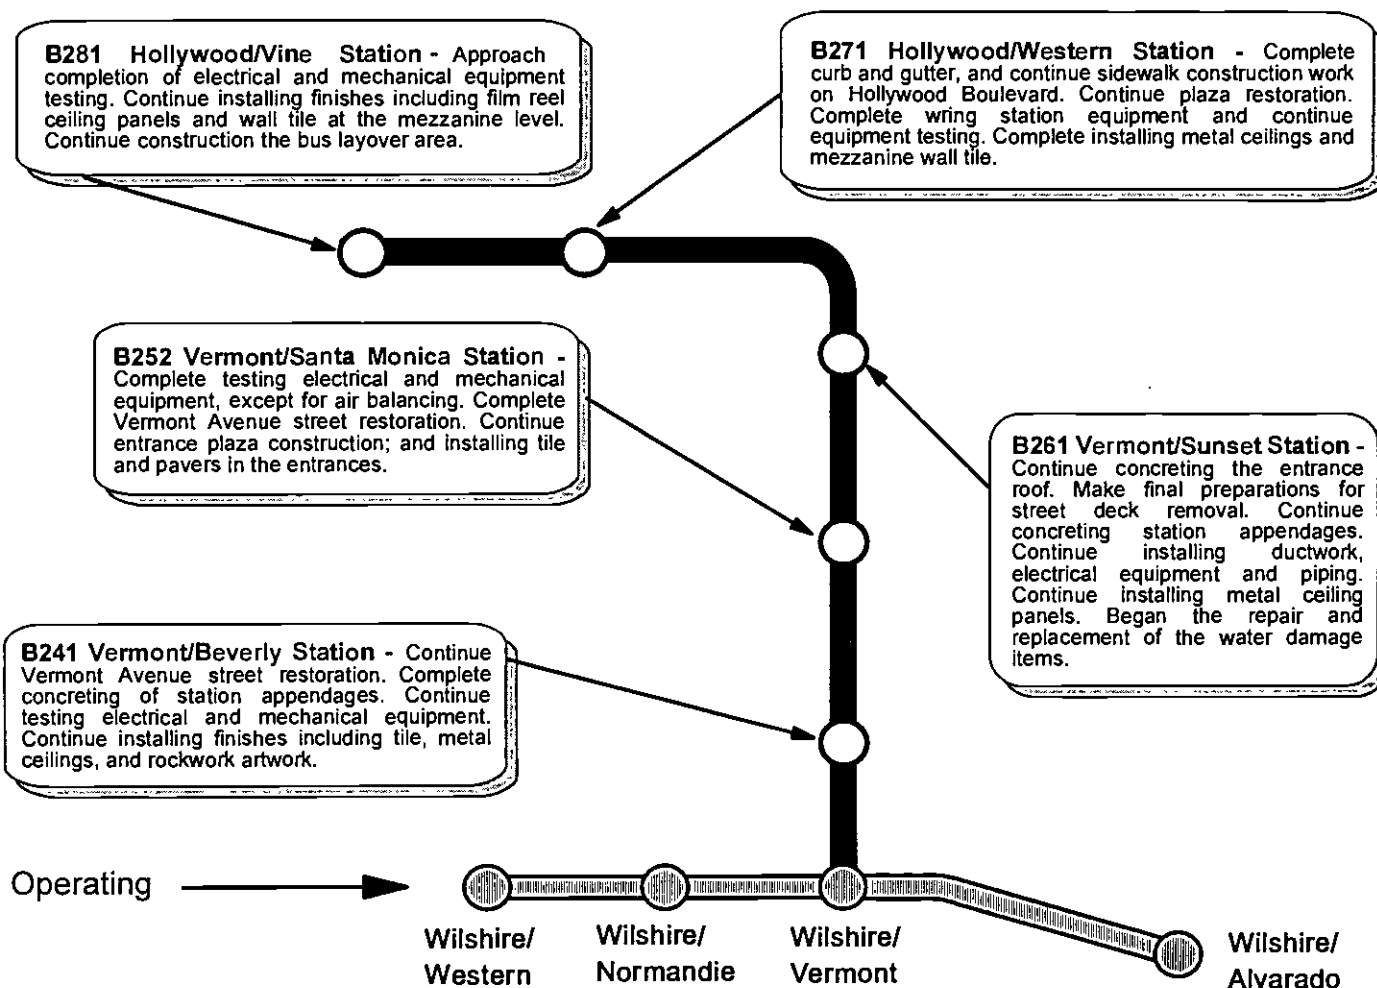 B281 Hollywood/Vine Station - Approach
completion of electrical and mechanical equipment
testing. Continue installing finishes including film reel
ceiling panels and wall tile at the mezzanine level.
Continue construction the bus layover area.
B271 Hollywood/Western Station - Complete
curb and gutter, and continue sidewalk construction work
on Hollywood Boulevard. Continue plaza restoration.
Complete wring station equipment and continue
equipment testing. Complete installing metal ceilings and
mezzanine wall tile.
B252 Vermont/Santa Monica Station -
Complete testing electrical and mechanical
equipment, except for air balancing. Complete
Vermont Avenue street restoration. Continue
entrance plaza construction; and installing tile
and pavers in the entrances.
B261 Vermont/Sunset Station -
Continue concreting the entrance
roof. Make final preparations for
street deck removal. Continue
concreting station appendages.
Continue installing ductwork,
electrical equipment and piping.
Continue installing metal ceiling
panels. Began the repair and
replacement of the water damage
items.
B241 Vermont/Beverly Station - Continue
Vermont Avenue street restoration. Complete
concreting of station appendages. Continue
testing electrical and mechanical equipment.
Continue installing finishes including tile, metal
ceilings, and rockwork artwork.
Operating
Wilshire/
Western
Wilshire/
Normandie
Wilshire/
Vermont
Wilshire/
Alvarado